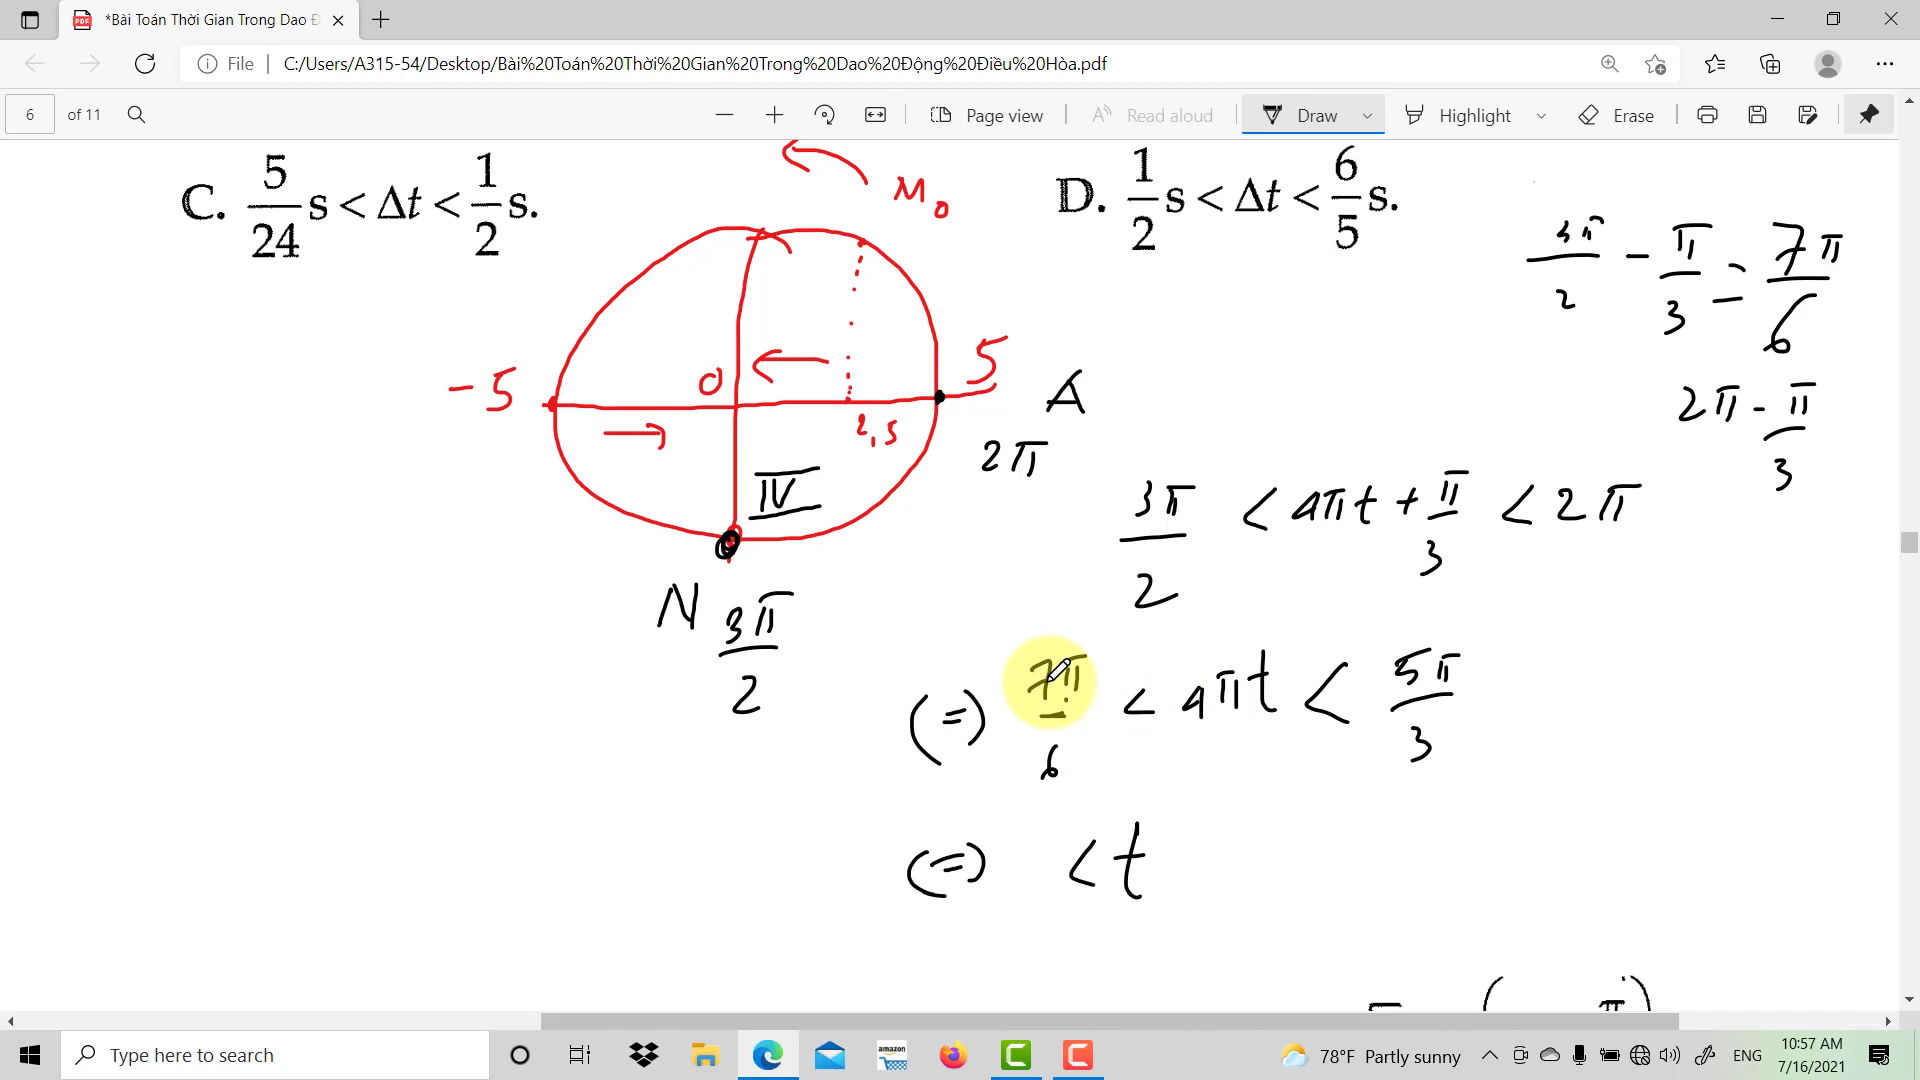 *Bài Toán Thời Gian Trong Dao Đ
File
C:/Users/A315-54/Desktop/Bài%20Toán%20Thời%20Gian%20Trong%20Dao%20Động%20Điều%20Hòa.pdf
6 of 11
Page view
Read aloud
Draw
Highlight
Erase
C. 5/24 s < Δt < 1/2 s.
D. 1/2 s < Δt < 6/5 s.
M₀
3π/2 - π/3 = 7π/6
-5 0 5
A
2,5
2π
2π - π/3
IV
3π/2 < 4πt + π/3 < 2π
N 3π/2
(=) 7π/6 < 4πt < 5π/3
(=) < t
Type here to search
amazon
78°F Partly sunny
ENG
10:57 AM
7/16/2021